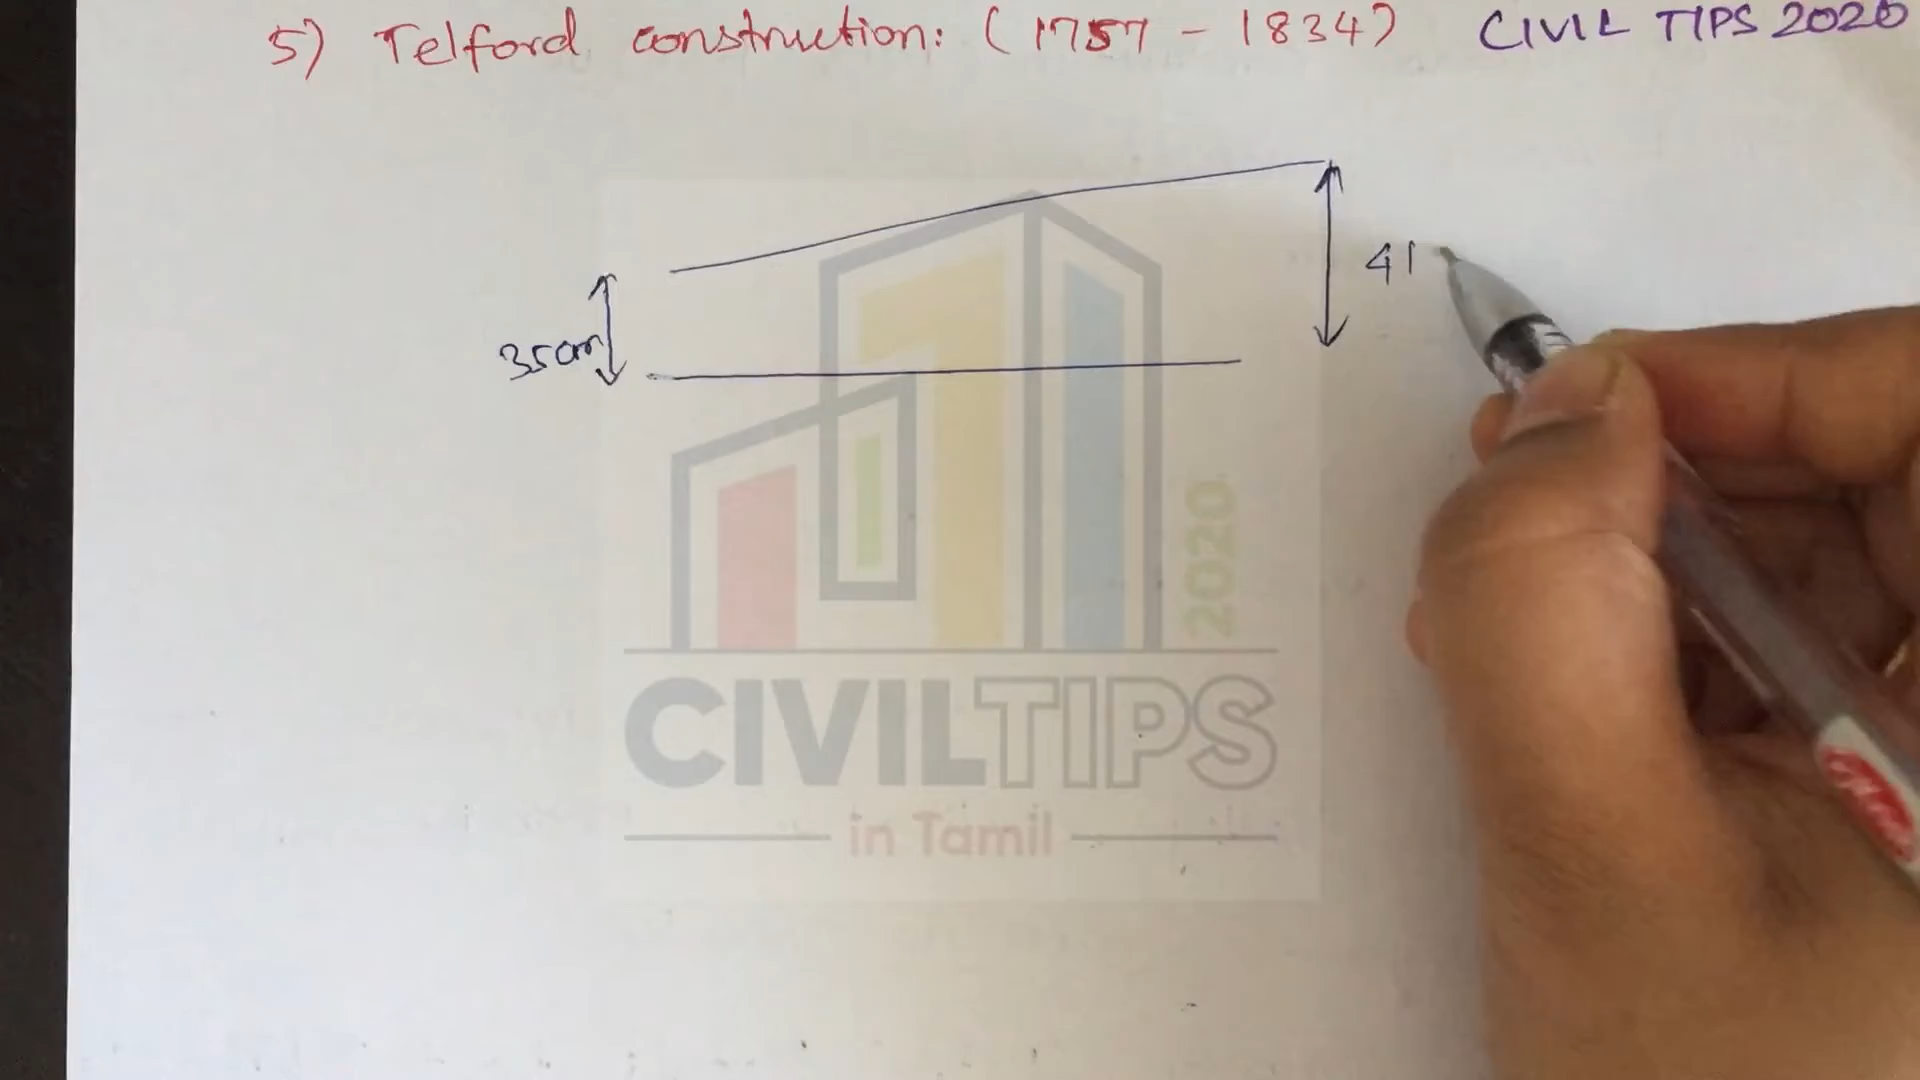 5) Telford construction: (1757 - 1834) CIVIL TIPS 2020
41
35cm
2020
CIVILTIPS
in Tamil